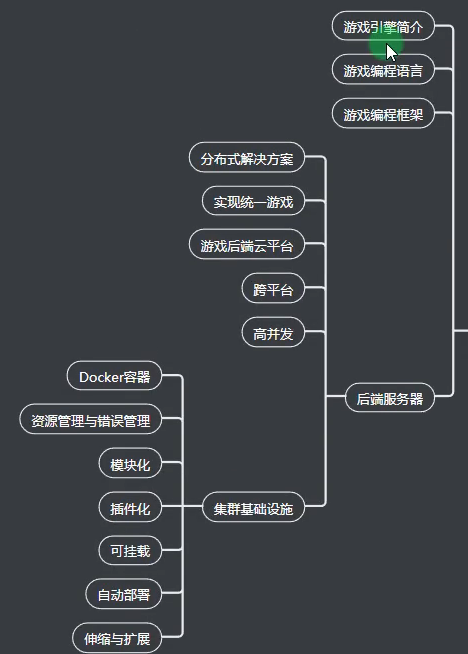 游戏引擎简介
游戏编程语言
游戏编程框架
分布式解决方案
实现统一游戏
游戏后端云平台
跨平台
高并发
Docker容器
后端服务器
资源管理与错误管理
模块化
插件化
集群基础设施
可挂载
自动部署
伸缩与扩展